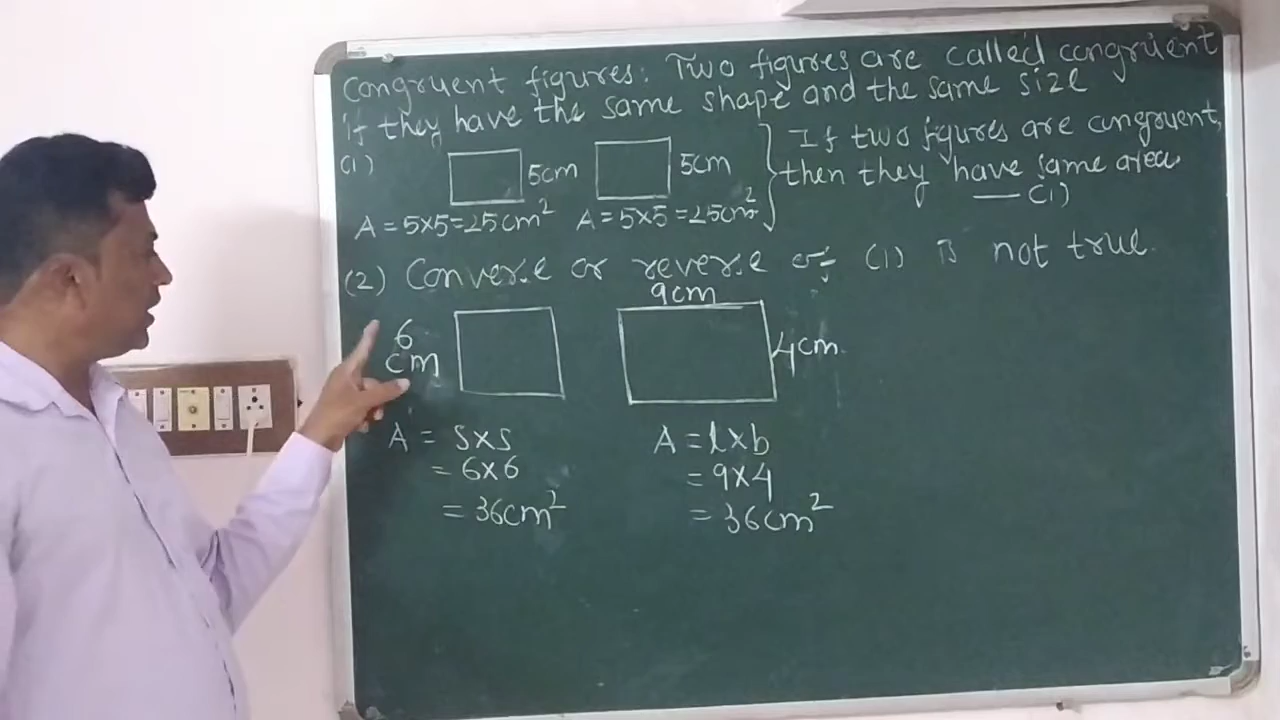 Congruent figures: Two figures are called congruent
if they have the same shape and the same size
(1) 5cm 5cm
A = 5×5=25cm² A = 5×5=25cm²
If two figures are congruent,
then they have same area
— (1)
(2) Converse or reverse of (1) is not true.
6
cm
9cm
4cm.
A = s×s
= 6×6
= 36cm²
A = l×b
= 9×4
= 36cm²